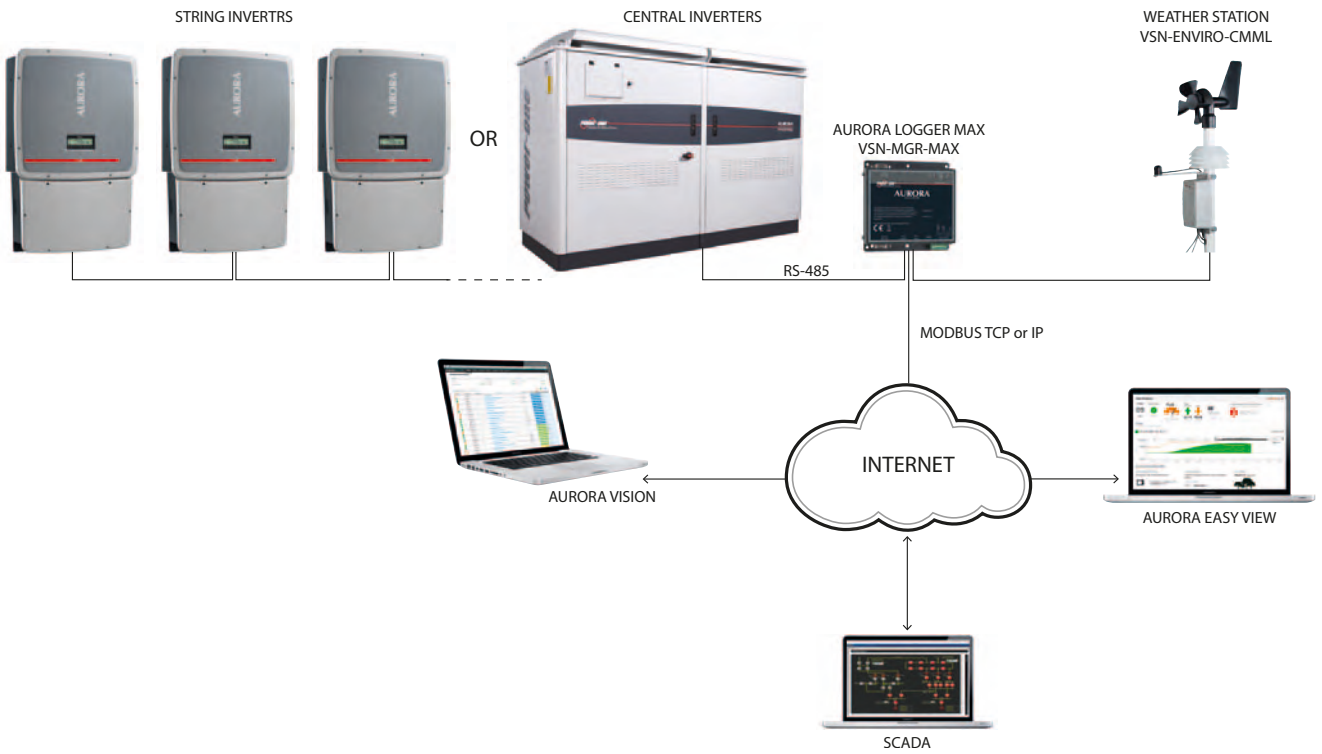 STRING INVERTRS
CENTRAL INVERTERS
WEATHER STATION
VSN-ENVIRO-CMML
AURORA
AURORA
AURORA
OR
AURORA LOGGER MAX
VSN-MGR-MAX
AURORA
RS-485
MODBUS TCP or IP
INTERNET
AURORA VISION
AURORA EASY VIEW
SCADA